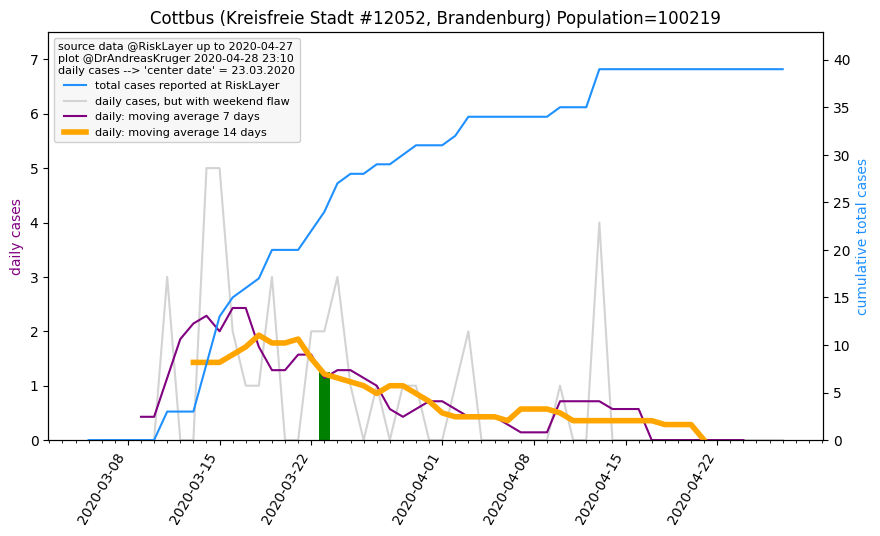 Cottbus (Kreisfreie Stadt #12052, Brandenburg) Population=100219
source data @RiskLayer up to 2020-04-27
plot @DrAndreasKruger 2020-04-28 23:10
daily cases --> 'center date' = 23.03.2020
total cases reported at RiskLayer
daily cases, but with weekend flaw
daily: moving average 7 days
daily: moving average 14 days
daily cases
7
6
5
4
3
2
1
0
40
35
30
25
20
15
10
5
0
cumulative total cases
2020-03-08
2020-03-15
2020-03-22
2020-04-01
2020-04-08
2020-04-15
2020-04-22